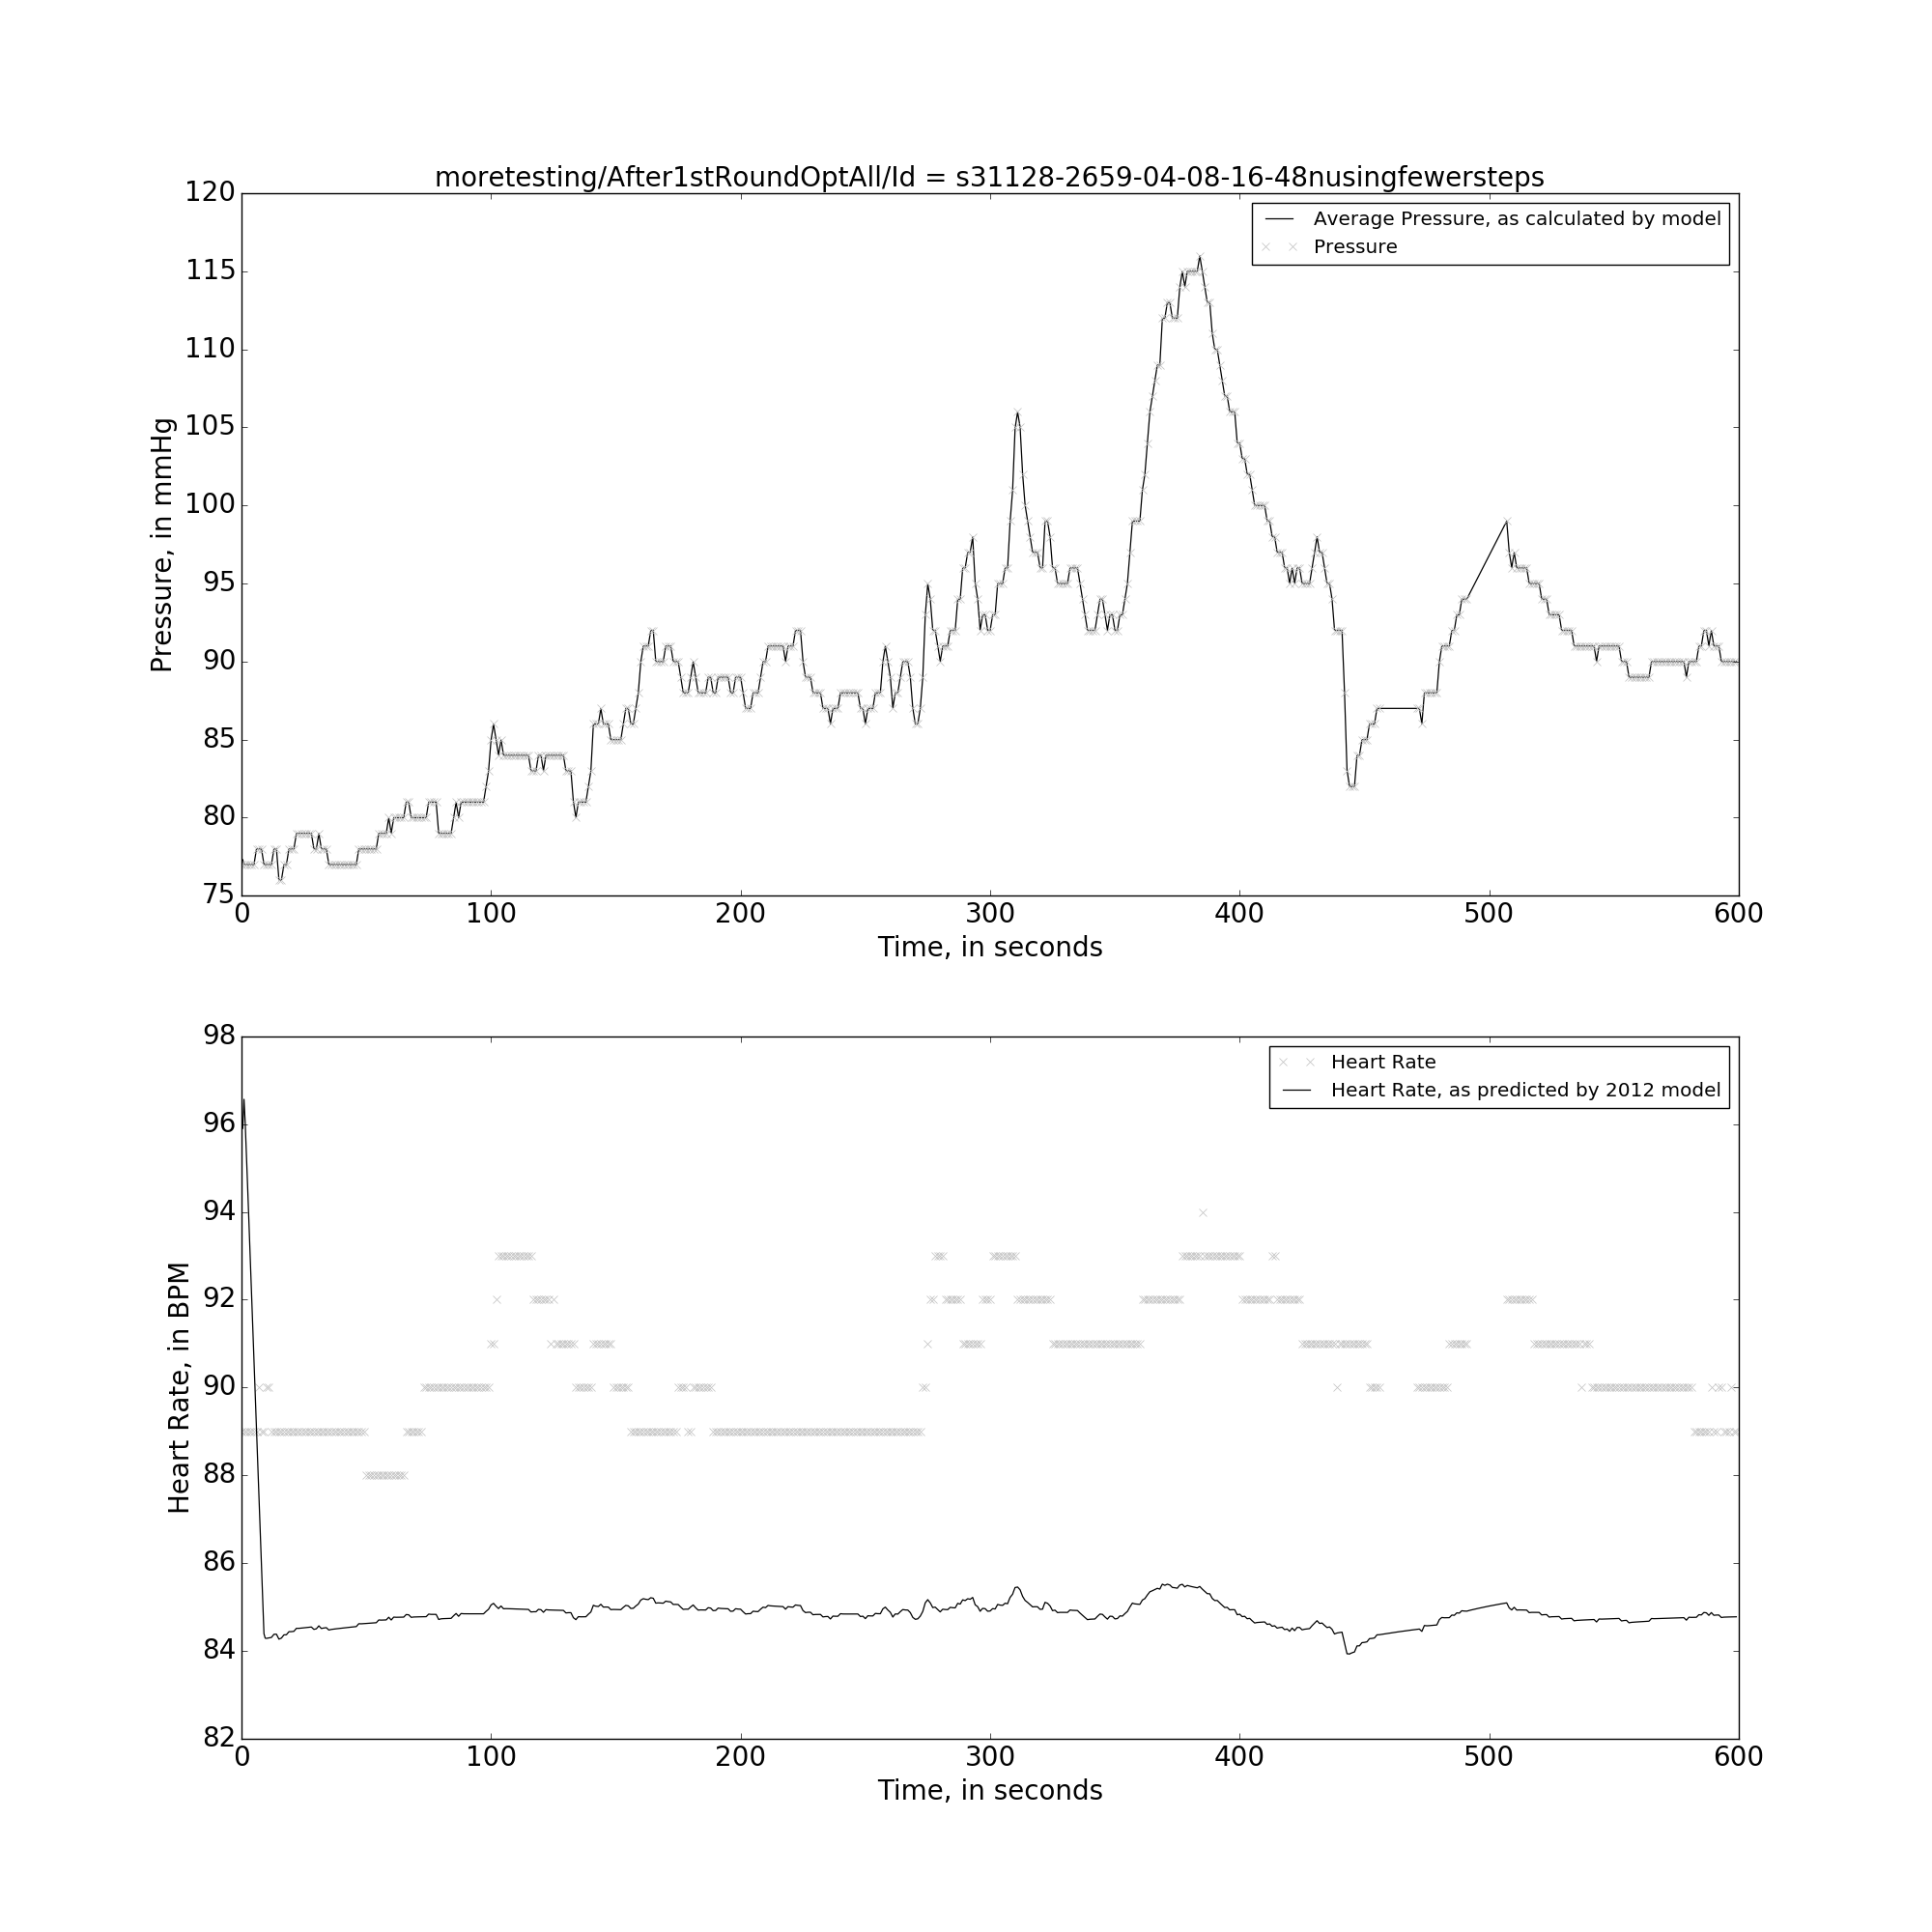 moretesting/After1stRoundOptAll/Id = s31128-2659-04-08-16-48nusingfewersteps
120
115
110
105
100
95
90
85
80
75
Pressure, in mmHg
Average Pressure, as calculated by model
Pressure
0 100 200 300 400 500 600
Time, in seconds
98
96
94
92
90
88
86
84
82
Heart Rate, in BPM
Heart Rate
Heart Rate, as predicted by 2012 model
0 100 200 300 400 500 600
Time, in seconds